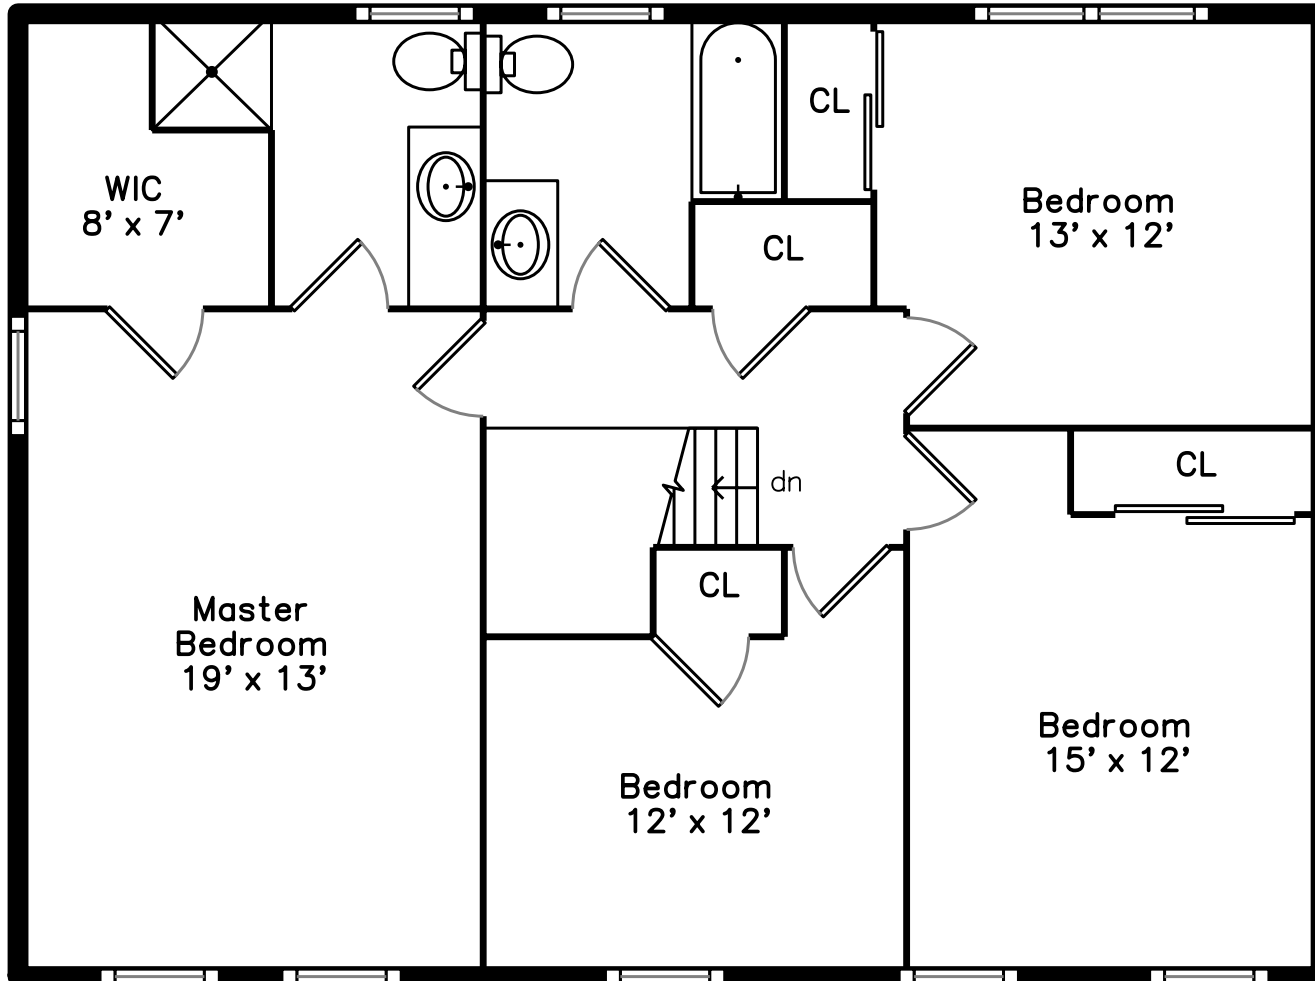 WIC
8’ x 7’
CL
CL
Bedroom
13’ x 12’
dn
CL
CL
Master
Bedroom
19’ x 13’
Bedroom
12’ x 12’
Bedroom
15’ x 12’